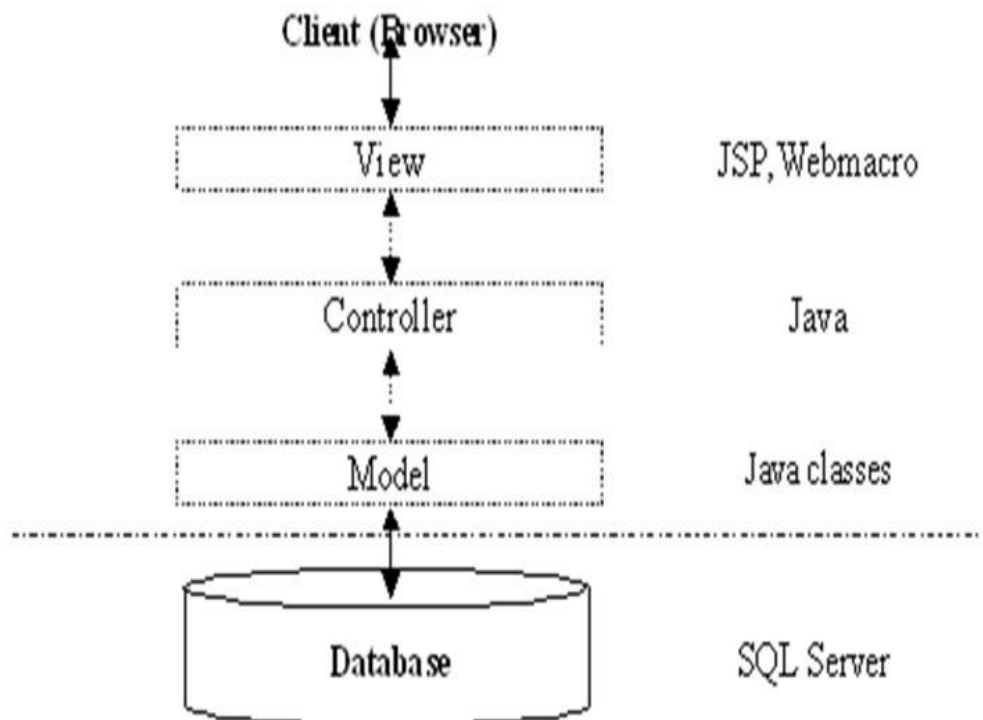 Client (Browser)
View
JSP, Webmacro
Controller
Java
Model
Java classes
Database
SQL Server